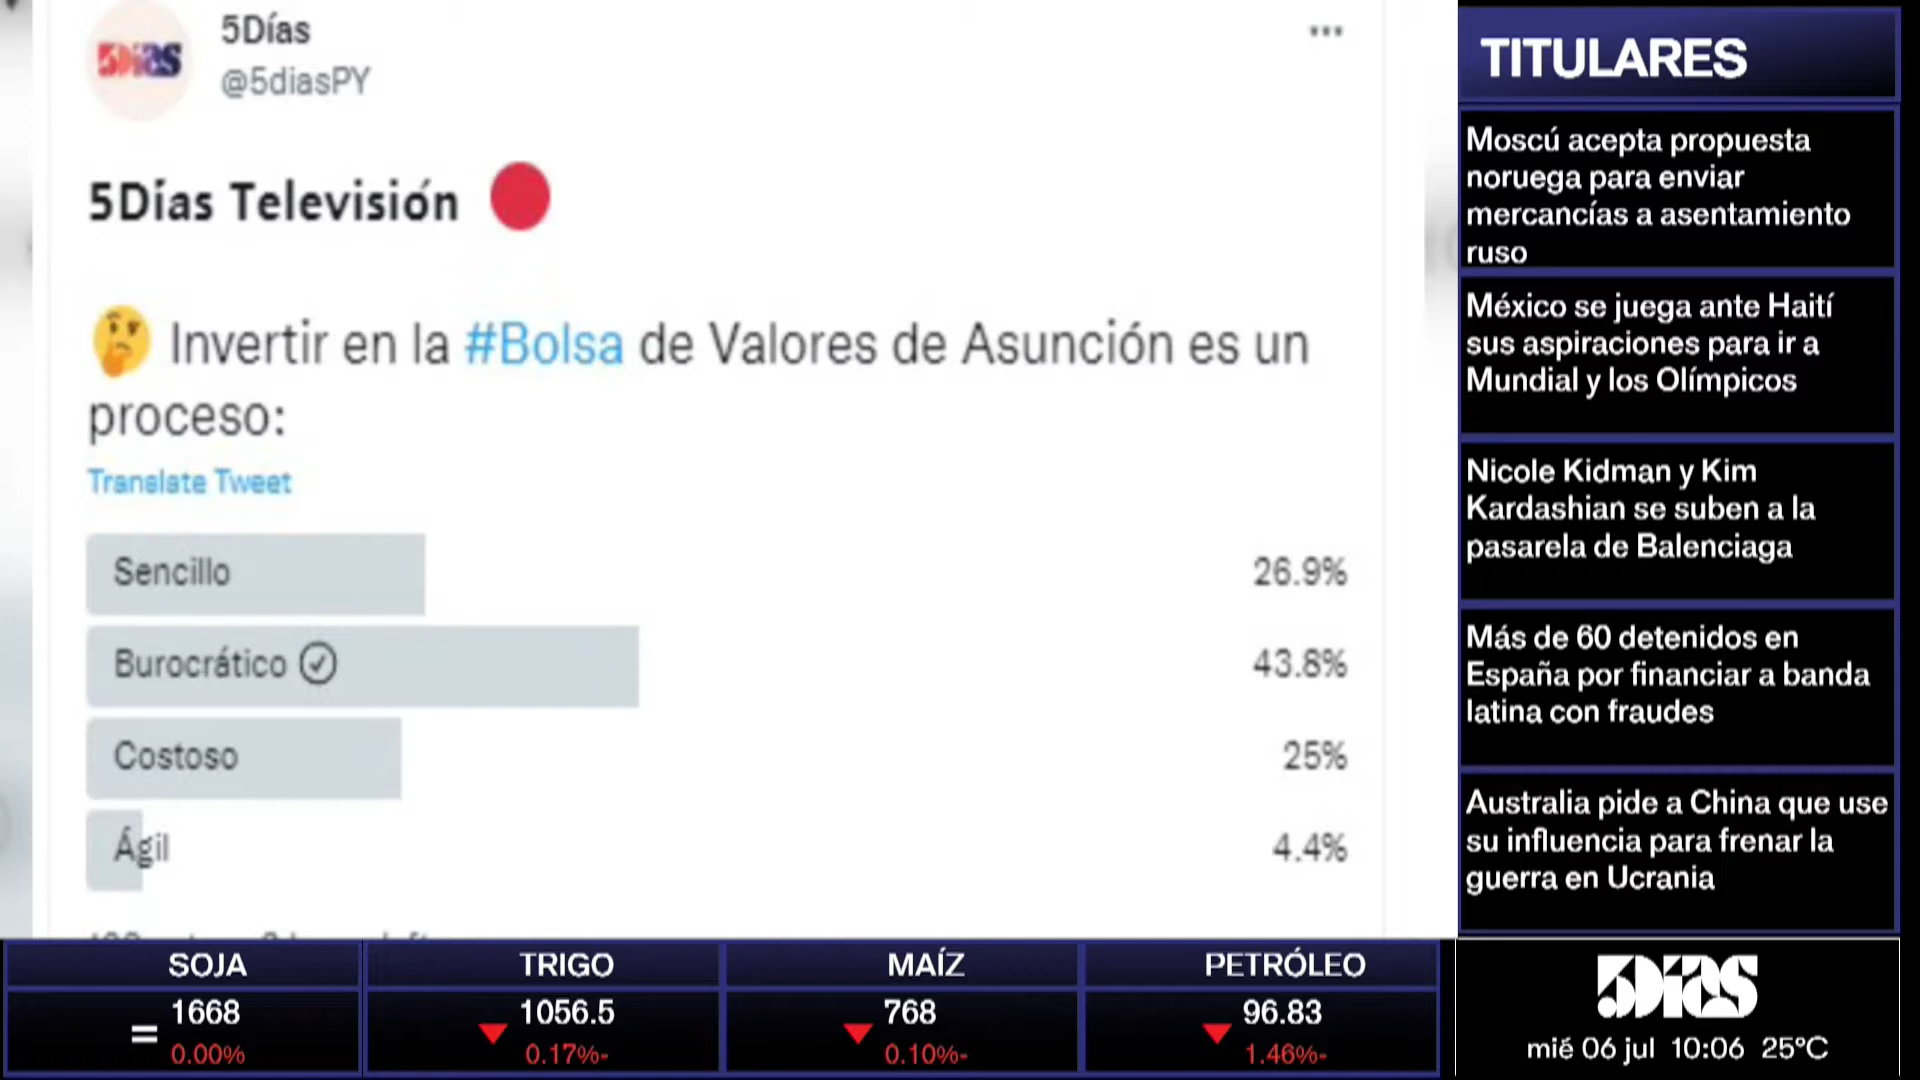 5DIAS
5Días
@5diasPY
5Días Televisión
Invertir en la #Bolsa de Valores de Asunción es un
proceso:
Translate Tweet
Sencillo 26.9%
Burocrático 43.8%
Costoso 25%
Ágil 4.4%
TITULARES
Moscú acepta propuesta
noruega para enviar
mercancías a asentamiento
ruso
México se juega ante Haití
sus aspiraciones para ir a
Mundial y los Olímpicos
Nicole Kidman y Kim
Kardashian se suben a la
pasarela de Balenciaga
Más de 60 detenidos en
España por financiar a banda
latina con fraudes
Australia pide a China que use
su influencia para frenar la
guerra en Ucrania
SOJA
= 1668
0.00%
TRIGO
1056.5
0.17%-
MAÍZ
768
0.10%-
PETRÓLEO
96.83
1.46%-
5Días
mié 06 jul 10:06 25°C